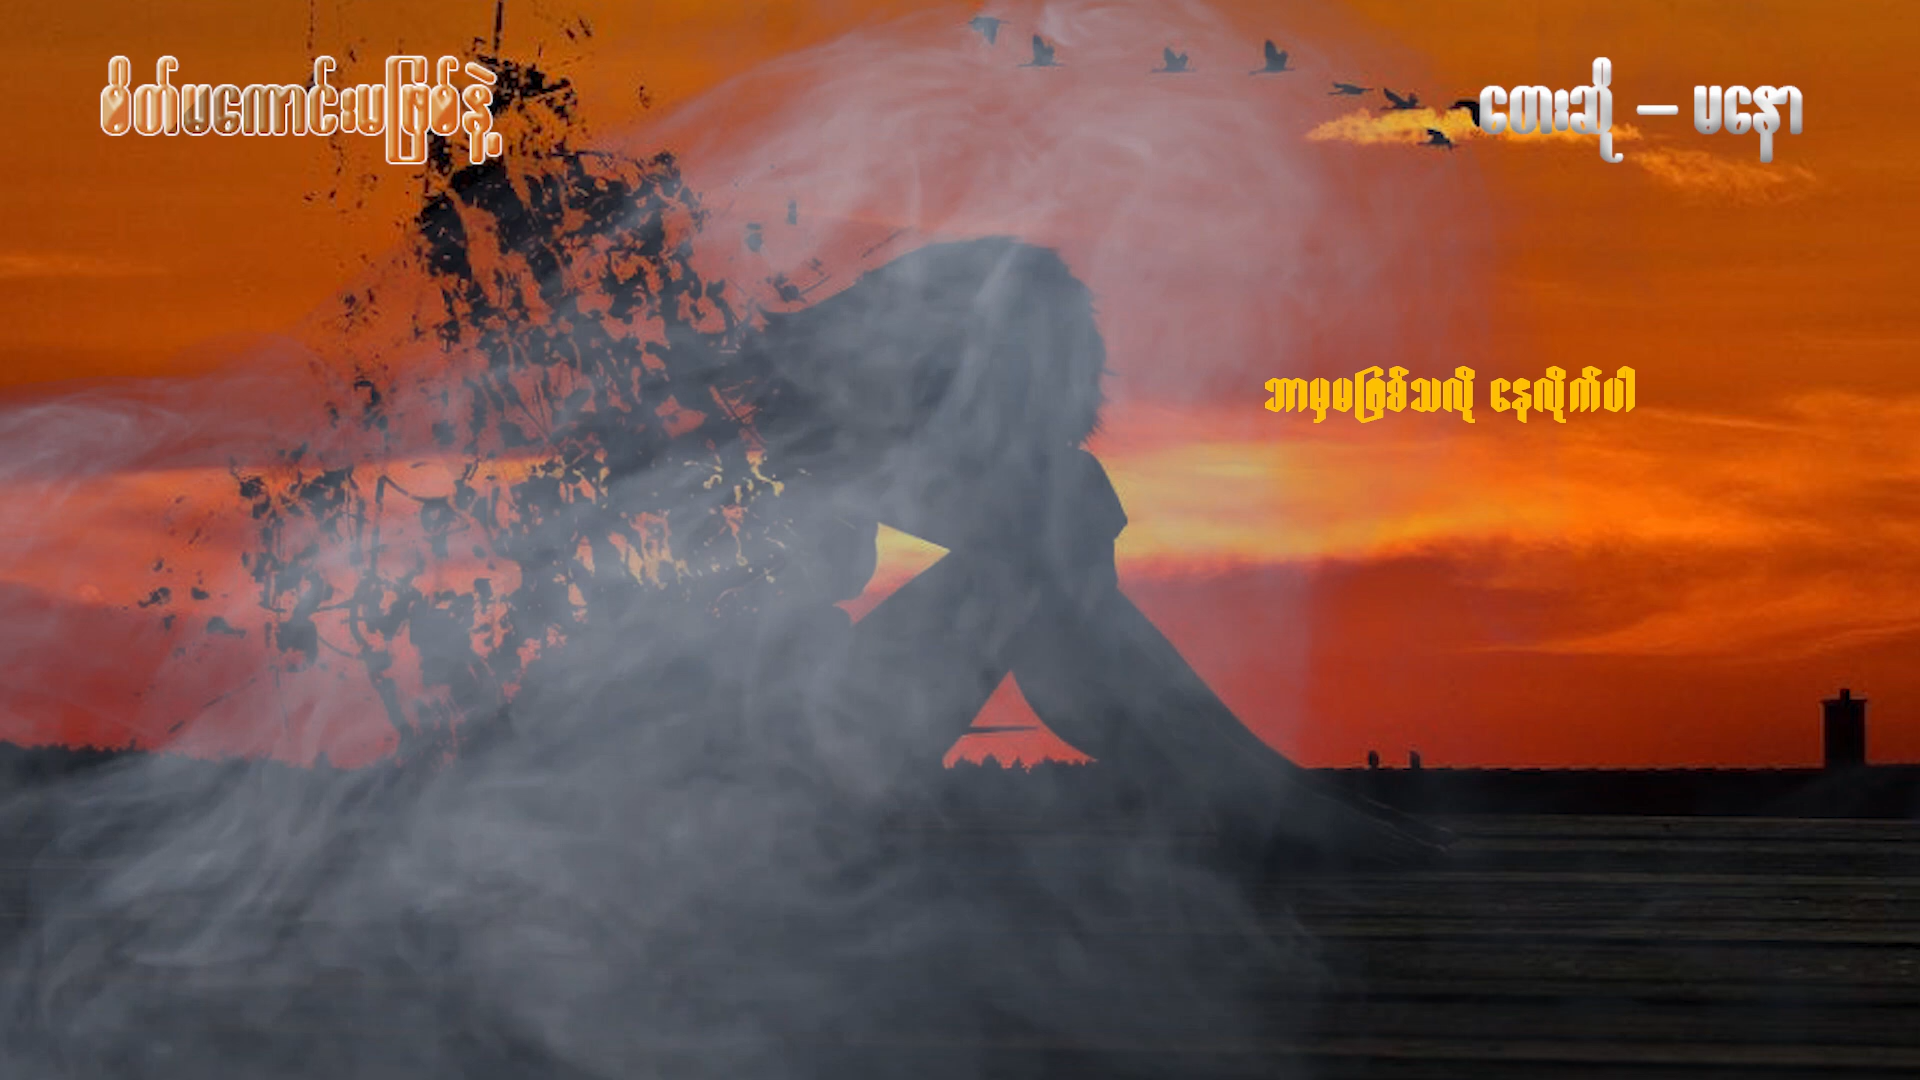 စိတ်မကောင်းမဖြစ်နဲ့
တေးဆို – မနော
ဘာမှမဖြစ်သလို နေလိုက်ပါ